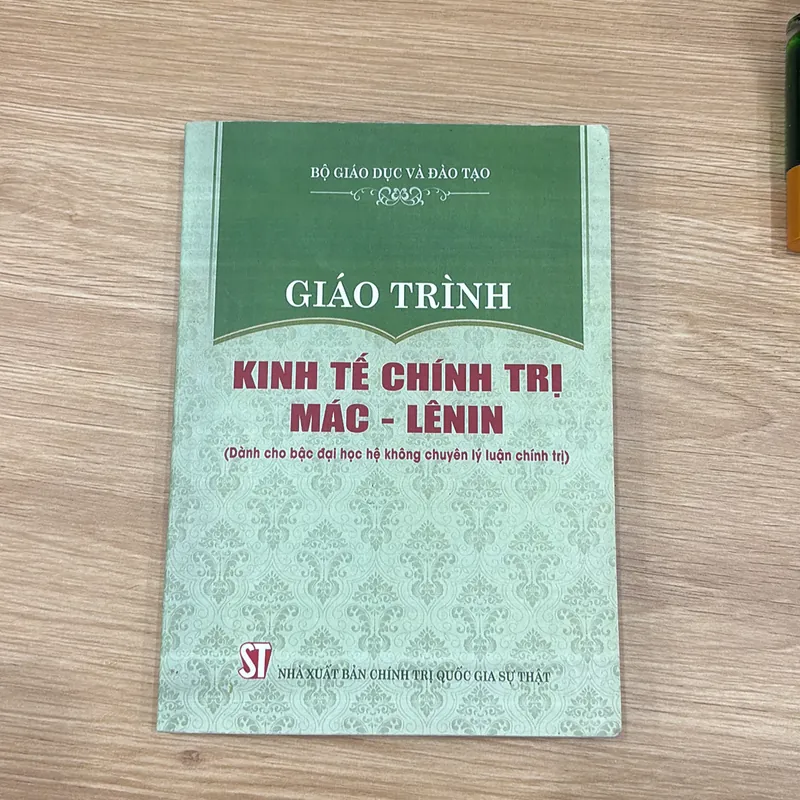 BỘ GIÁO DỤC VÀ ĐÀO TẠO
GIÁO TRÌNH
KINH TẾ CHÍNH TRỊ
MÁC - LÊNIN
(Dành cho bậc đại học hệ không chuyên lý luận chính trị)
ST NHÀ XUẤT BẢN CHÍNH TRỊ QUỐC GIA SỰ THẬT